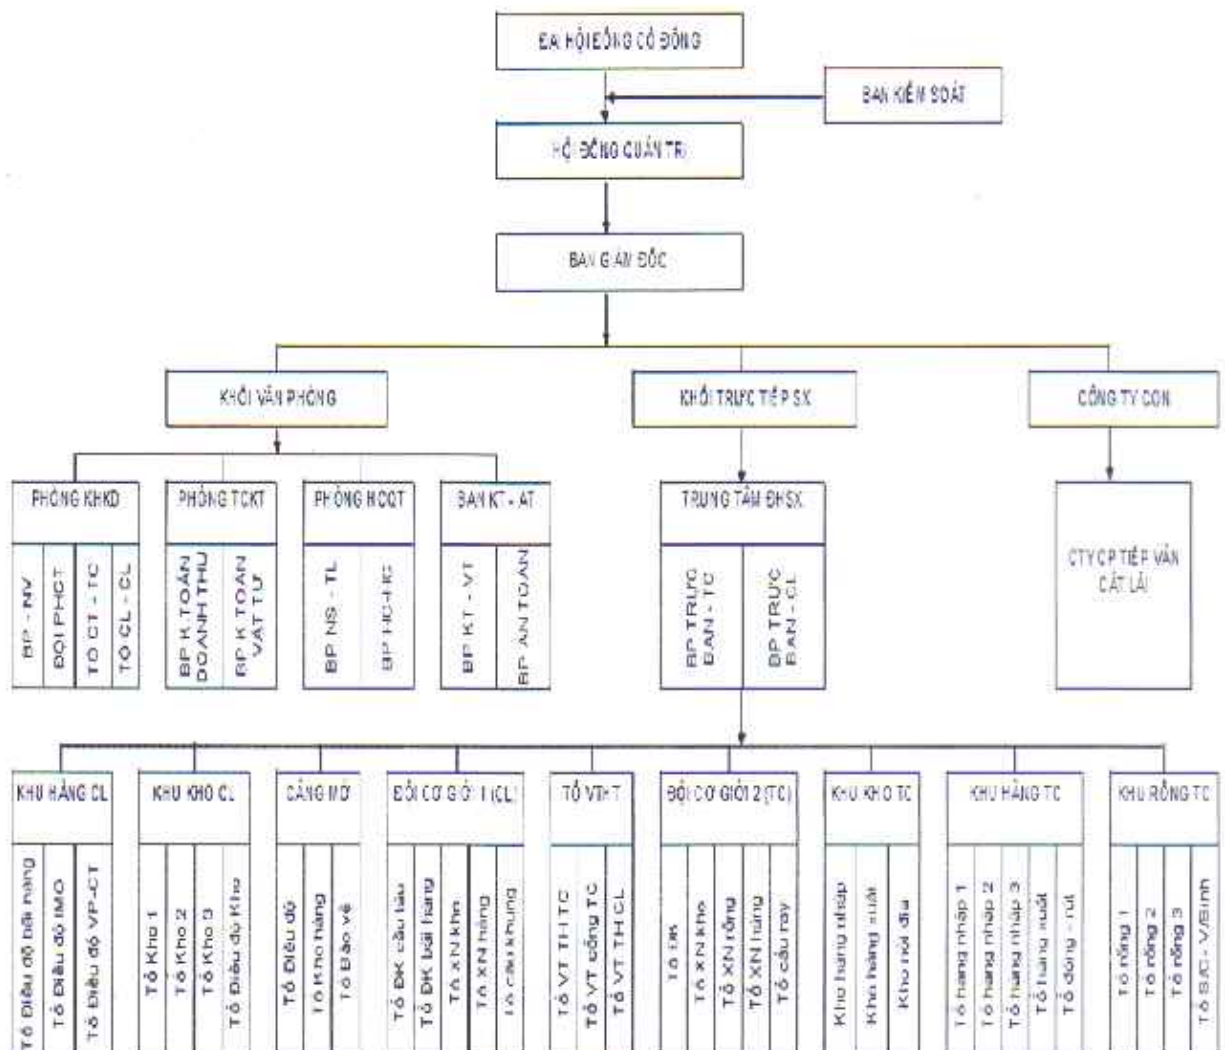 ĐẠI HỘI ĐỒNG CỔ ĐÔNG
BAN KIỂM SOÁT
HỘI ĐỒNG QUẢN TRỊ
BAN GIÁM ĐỐC
KHỐI VĂN PHÒNG
KHỐI TRỰC TIẾP SX
CÔNG TY CON
PHÒNG KHKD
PHÒNG TCKT
PHÒNG HCQT
BAN KT - AT
TRUNG TÂM ĐHSX
CTY CP TIẾP VẬN
CÁT LÁI
BP - NV
ĐỘI PHCT
TỔ CT - TC
TỔ CL - CL
BP K.TOÁN
DOANH THU
BP K.TOÁN
VẬT TƯ
BP NS - TL
BP HC-HC
BP KT - VT
BP AN TOÀN
BP TRỰC
BAN - TC
BP TRỰC
BAN - CL
KHU HÀNG CL
KHU KHO CL
CẢNG MỞ
ĐỘI CƠ GIỚI 1 (CL)
TỔ VTHT
ĐỘI CƠ GIỚI 2 (TC)
KHU KHO TC
KHU HÀNG TC
KHU RỖNG TC
Tổ Điều độ bãi hàng
Tổ Điều độ IMO
Tổ Điều độ VP-CT
Tổ Kho 1
Tổ Kho 2
Tổ Kho 3
Tổ Điều độ Kho
Tổ Điều độ
Tổ Kho hàng
Tổ Bảo vệ
Tổ ĐK cầu tàu
Tổ ĐK bãi hàng
Tổ XN kho
Tổ XN hàng
Tổ cẩu khung
Tổ VT TH TC
Tổ VT cổng TC
Tổ VT TH CL
Tổ ĐK
Tổ XN kho
Tổ XN rỗng
Tổ XN hàng
Tổ cẩu ray
Kho hàng nhập
Kho hàng xuất
Kho nội địa
Tổ hàng nhập 1
Tổ hàng nhập 2
Tổ hàng nhập 3
Tổ hàng xuất
Tổ đóng - rút
Tổ rỗng 1
Tổ rỗng 2
Tổ rỗng 3
Tổ S/C - V/Sinh